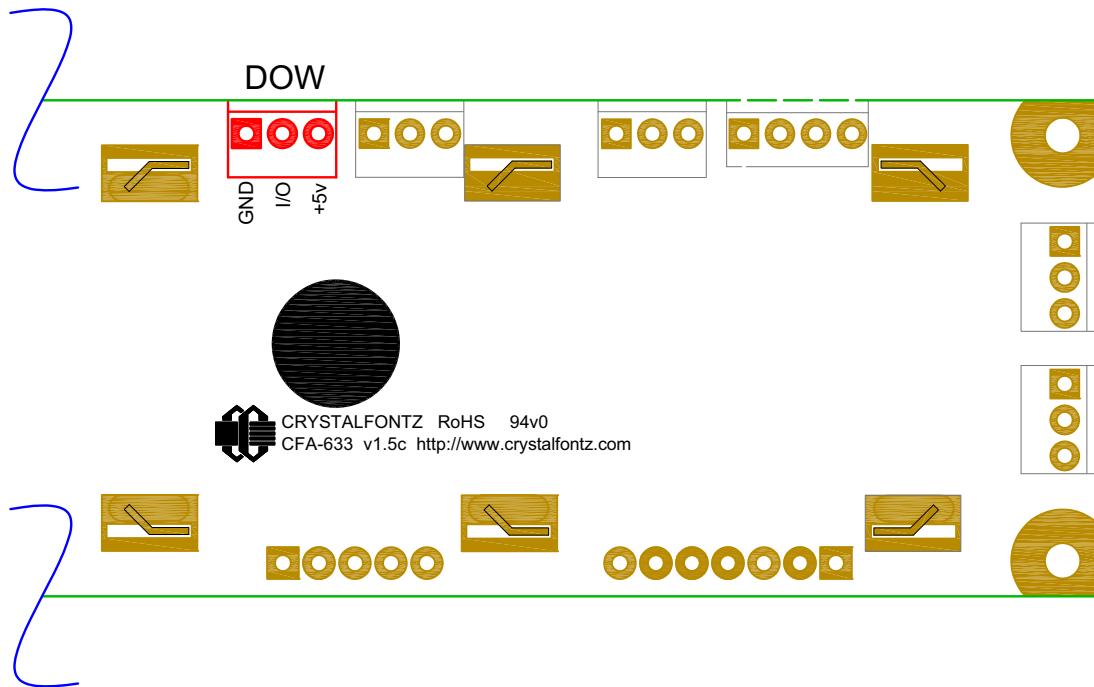 DOW
GND
I/O
+5v
CRYSTALFONTZ RoHS 94v0
CFA-633 v1.5c http://www.crystalfontz.com